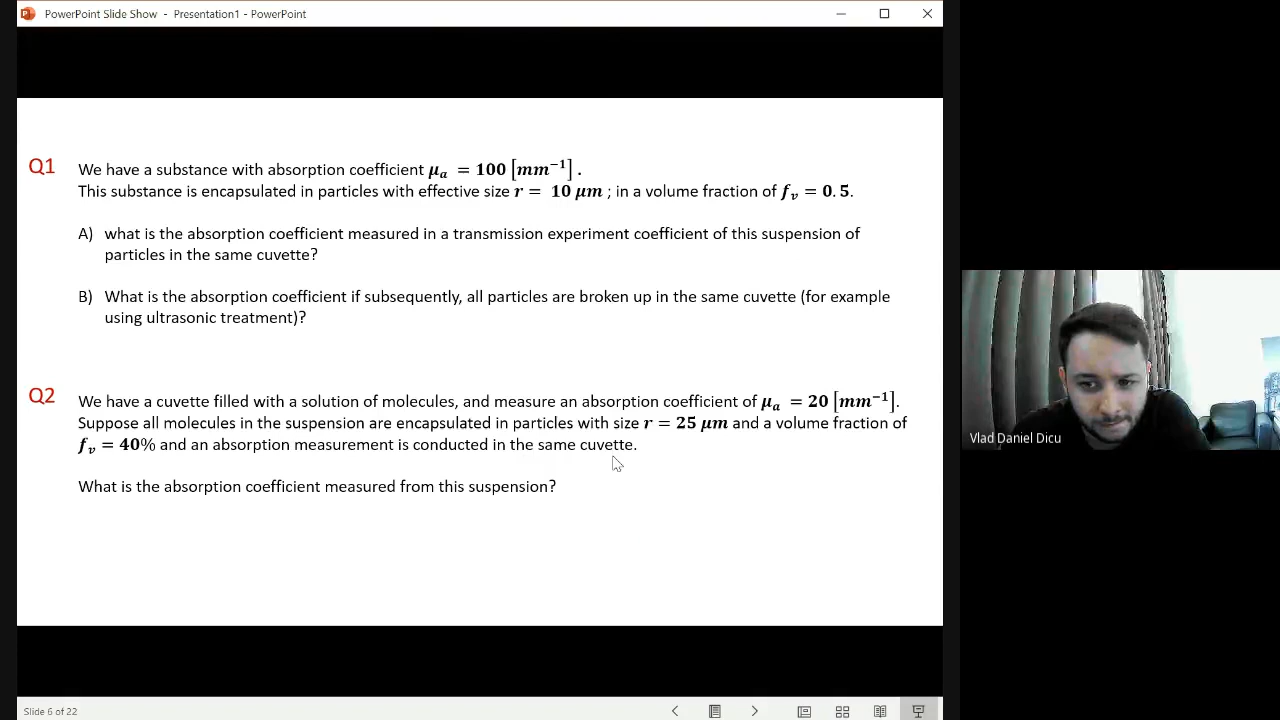 PowerPoint Slide Show - Presentation1 - PowerPoint
Q1 We have a substance with absorption coefficient μₐ = 100 [mm⁻¹] .
This substance is encapsulated in particles with effective size r = 10 μm ; in a volume fraction of fᵥ = 0.5.
A) what is the absorption coefficient measured in a transmission experiment coefficient of this suspension of
particles in the same cuvette?
B) What is the absorption coefficient if subsequently, all particles are broken up in the same cuvette (for example
using ultrasonic treatment)?
Q2 We have a cuvette filled with a solution of molecules, and measure an absorption coefficient of μₐ = 20 [mm⁻¹].
Suppose all molecules in the suspension are encapsulated in particles with size r = 25 μm and a volume fraction of
fᵥ = 40% and an absorption measurement is conducted in the same cuvette.
What is the absorption coefficient measured from this suspension?
Vlad Daniel Dicu
Slide 6 of 22